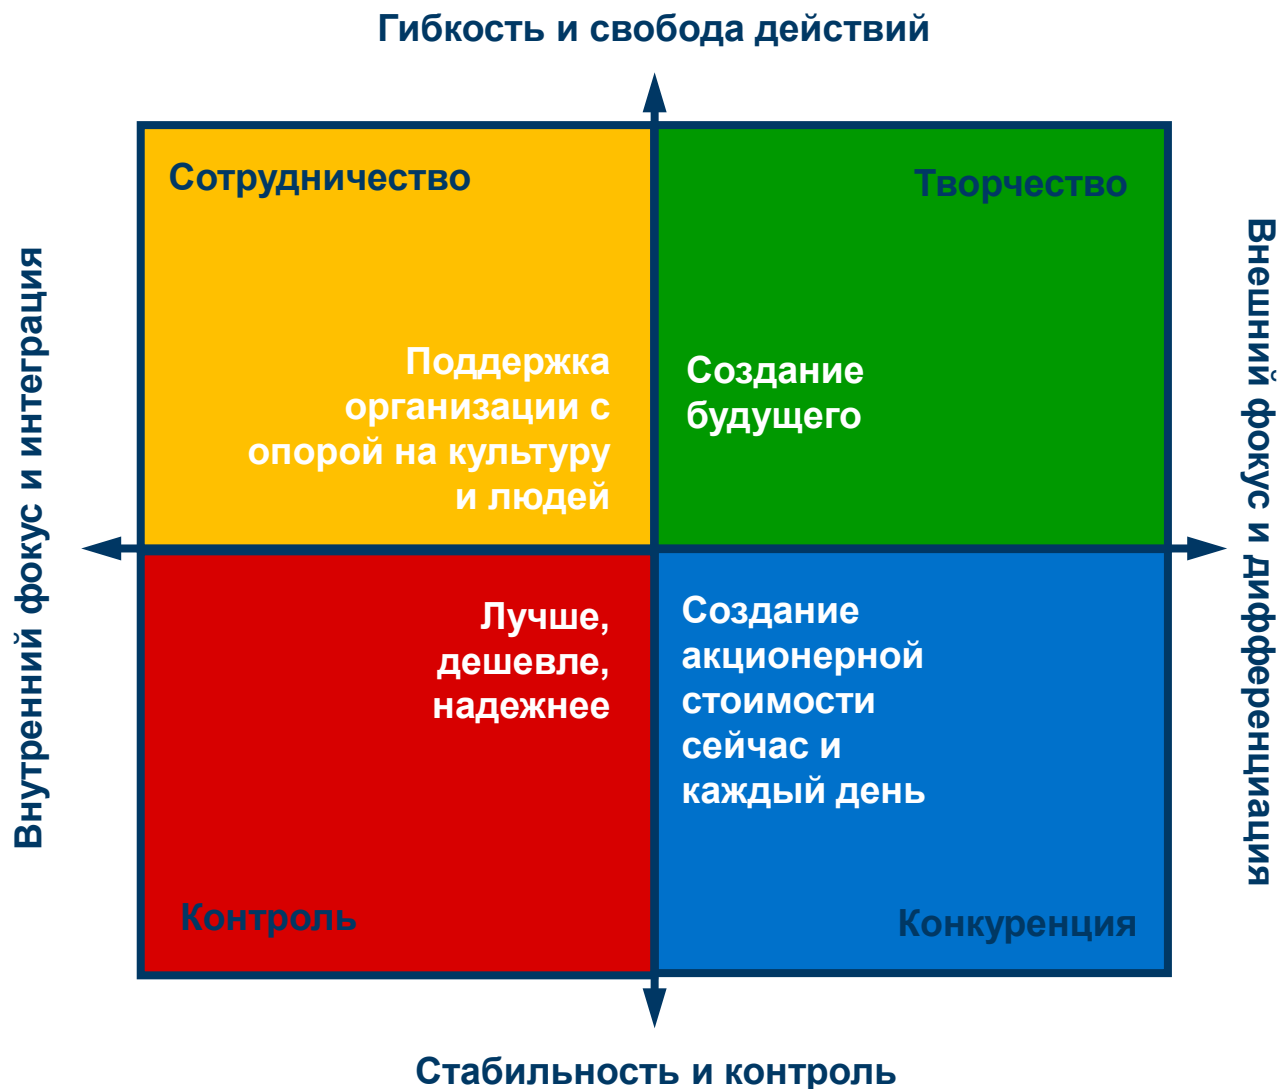 Гибкость и свобода действий
Сотрудничество
Творчество
Внутренний фокус и интеграция
Внешний фокус и дифференциация
Поддержка
организации с
опорой на культуру
и людей
Создание
будущего
Лучше,
дешевле,
надежнее
Создание
акционерной
стоимости
сейчас и
каждый день
Контроль
Конкуренция
Стабильность и контроль